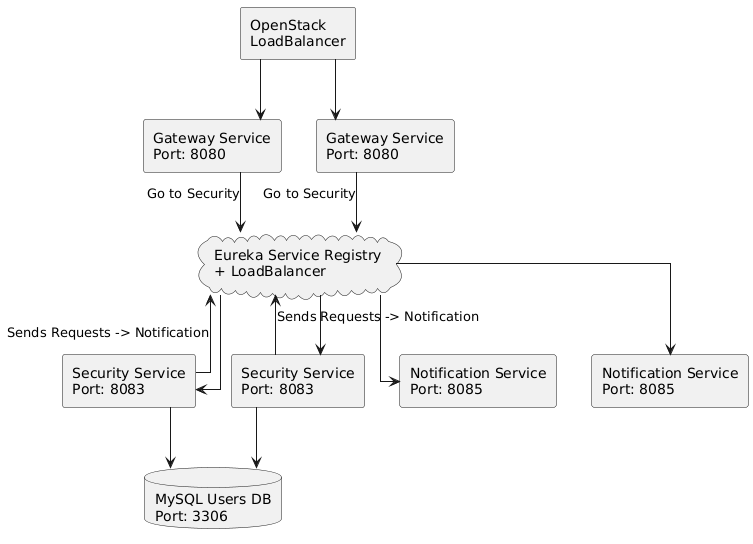 OpenStack
LoadBalancer
Gateway Service
Port: 8080
Gateway Service
Port: 8080
Go to Security
Go to Security
Eureka Service Registry
+ LoadBalancer
Sends Requests -> Notification
Sends Requests -> Notification
Security Service
Port: 8083
Security Service
Port: 8083
Notification Service
Port: 8085
Notification Service
Port: 8085
MySQL Users DB
Port: 3306